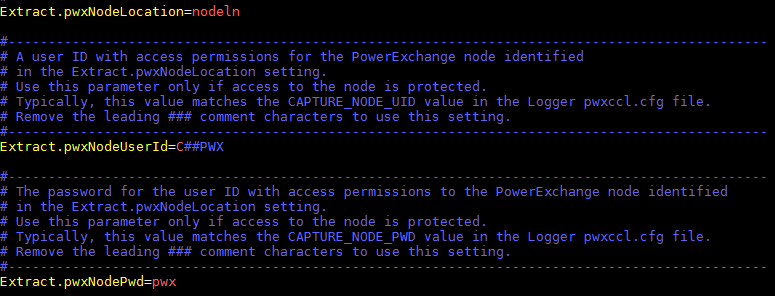 Extract.pwxNodeLocation=nodeln
#-----------------------------------------------------------------------------------------------
# A user ID with access permissions for the PowerExchange node identified
# in the Extract.pwxNodeLocation setting.
# Use this parameter only if access to the node is protected.
# Typically, this value matches the CAPTURE_NODE_UID value in the Logger pwxccl.cfg file.
# Remove the leading ### comment characters to use this setting.
#-----------------------------------------------------------------------------------------------
Extract.pwxNodeUserId=C##PWX
#-----------------------------------------------------------------------------------------------
# The password for the user ID with access permissions to the PowerExchange node identified
# in the Extract.pwxNodeLocation setting.
# Use this parameter only if access to the node is protected.
# Typically, this value matches the CAPTURE_NODE_PWD value in the Logger pwxccl.cfg file.
# Remove the leading ### comment characters to use this setting.
#-----------------------------------------------------------------------------------------------
Extract.pwxNodePwd=pwx